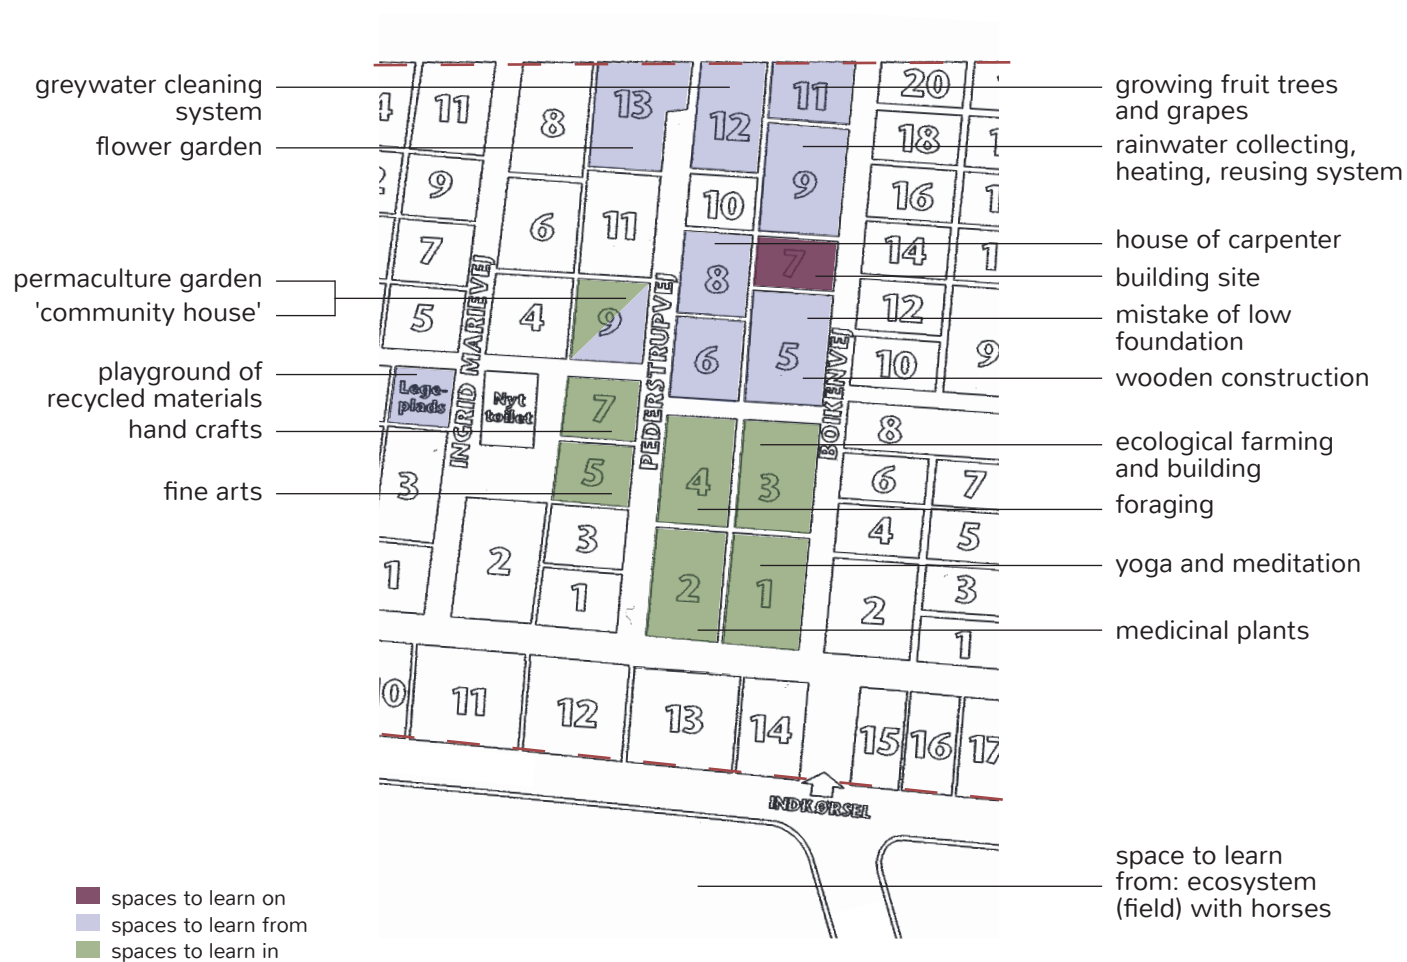 greywater cleaning
system
flower garden
permaculture garden
'community house'
playground of
recycled materials
hand crafts
fine arts
4
11
8
13
12
11
20
18
9
6
11
10
9
16
7
8
7
14
5
4
9
6
5
12
10
9
Lege-
plads
Nyt
toilet
7
8
3
5
4
3
6
7
2
3
4
5
1
1
2
1
2
3
1
10
11
12
13
14
15
16
17
INGRID MARIEVEJ
PEDERSTRUPVEJ
BOIKENVEJ
INDKØRSEL
growing fruit trees
and grapes
rainwater collecting,
heating, reusing system
house of carpenter
building site
mistake of low
foundation
wooden construction
ecological farming
and building
foraging
yoga and meditation
medicinal plants
space to learn
from: ecosystem
(field) with horses
spaces to learn on
spaces to learn from
spaces to learn in